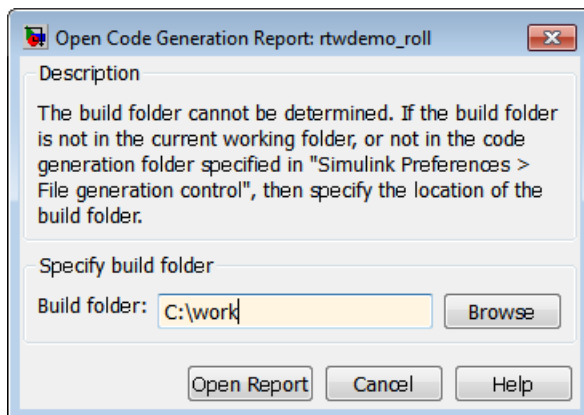 Open Code Generation Report: rtwdemo_roll
Description
The build folder cannot be determined. If the build folder
is not in the current working folder, or not in the code
generation folder specified in "Simulink Preferences >
File generation control", then specify the location of the
build folder.
Specify build folder
Build folder: C:\work Browse
Open Report Cancel Help